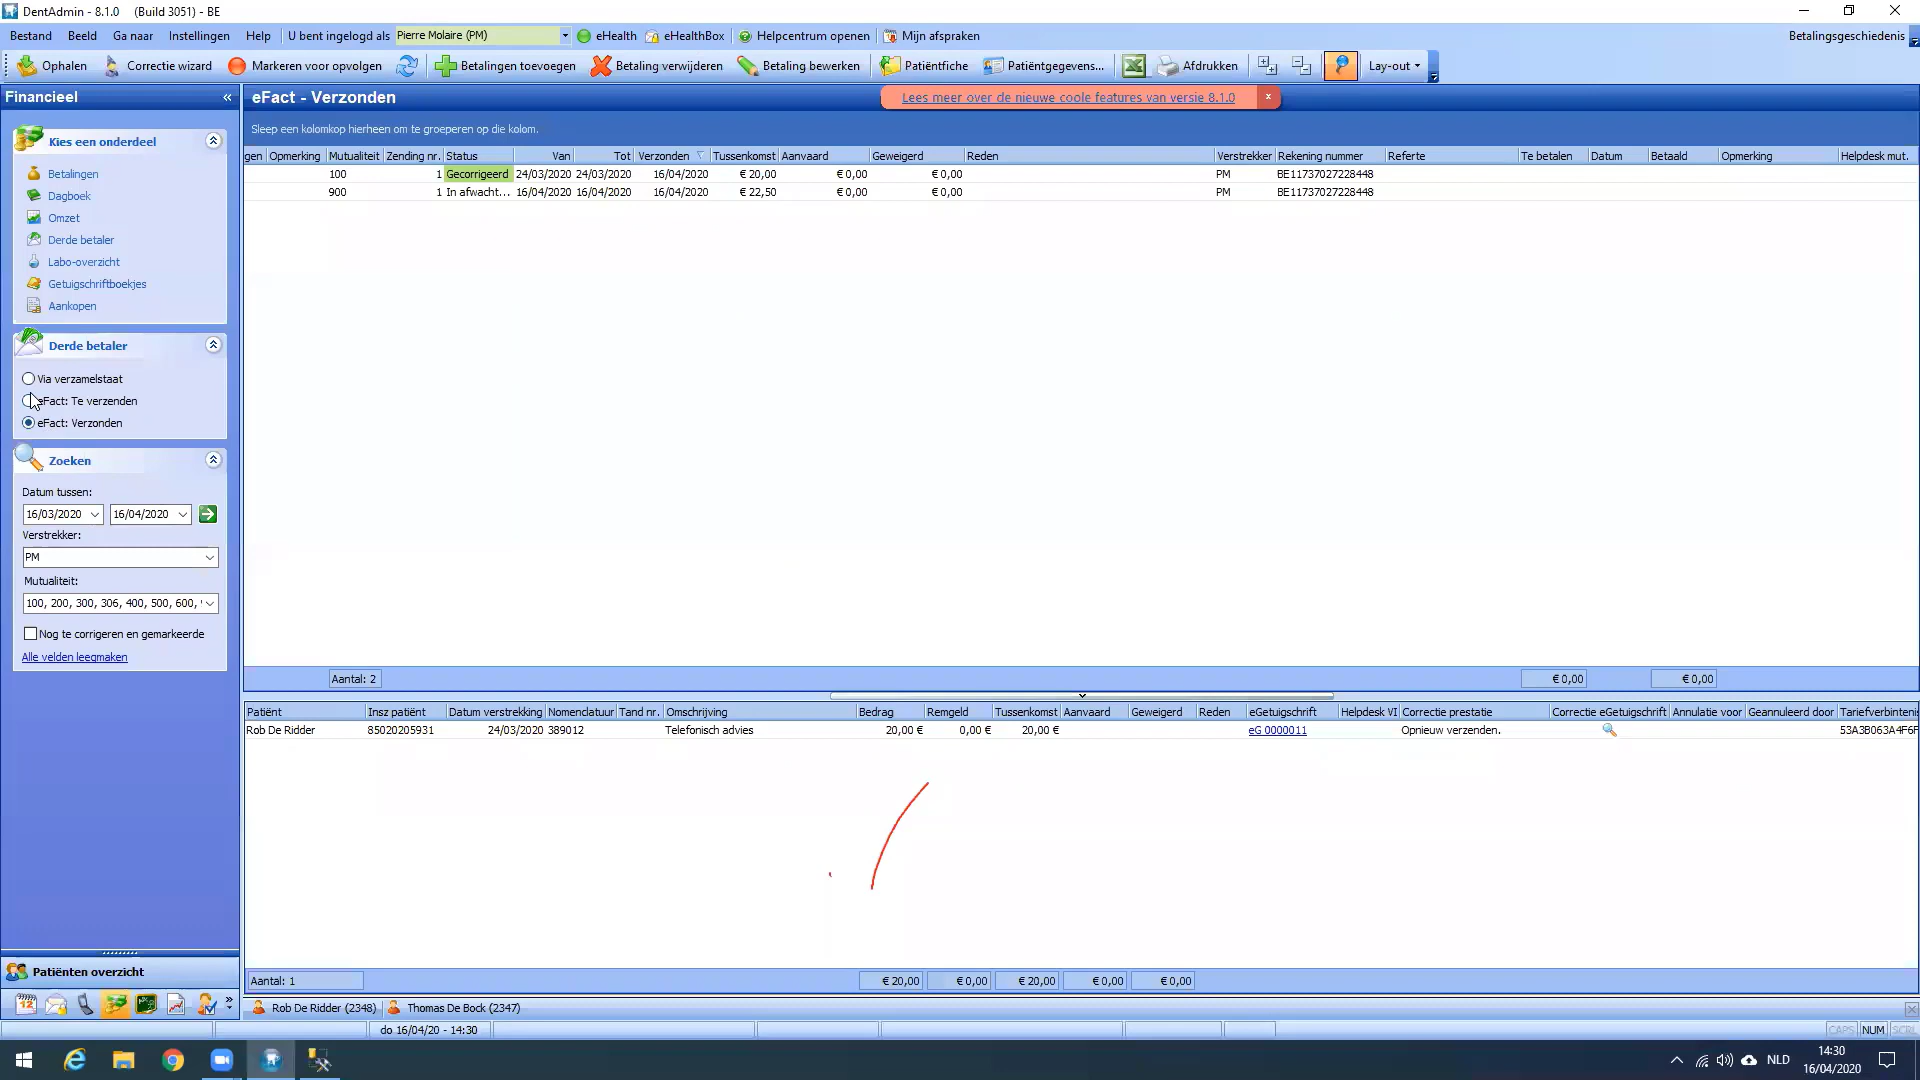 DentAdmin - 8.1.0 (Build 3051) - BE
Bestand Beeld Ga naar Instellingen Help U bent ingelogd als Pierre Molaire (PM) eHealth eHealthBox Helpcentrum openen Mijn afspraken Betalingsgeschiedenis
Ophalen Correctie wizard Markeren voor opvolgen Betalingen toevoegen Betaling verwijderen Betaling bewerken Patiëntfiche Patiëntgegevens... Afdrukken Lay-out
Financieel « eFact - Verzonden Lees meer over de nieuwe coole features van versie 8.1.0 x
Sleep een kolomkop hierheen om te groeperen op die kolom.
Kies een onderdeel
Betalingen
Dagboek
Omzet
Derde betaler
Labo-overzicht
Getuigschriftboekjes
Aankopen
Derde betaler
Via verzamelstaat
eFact: Te verzenden
eFact: Verzonden
Zoeken
Datum tussen:
16/03/2020 16/04/2020
Verstrekker:
PM
Mutualiteit:
100, 200, 300, 306, 400, 500, 600, '
Nog te corrigeren en gemarkeerde
Alle velden leegmaken
Patiënten overzicht
gen Opmerking Mutualiteit Zending nr. Status Van Tot Verzonden Tussenkomst Aanvaard Geweigerd Reden Verstrekker Rekening nummer Referte Te betalen Datum Betaald Opmerking Helpdesk mut.
100 1 Gecorrigeerd 24/03/2020 24/03/2020 16/04/2020 € 20,00 € 0,00 € 0,00 PM BE11737027228448
900 1 In afwacht... 16/04/2020 16/04/2020 16/04/2020 € 22,50 € 0,00 € 0,00 PM BE11737027228448
Aantal: 2 € 0,00 € 0,00
Patiënt Insz patiënt Datum verstrekking Nomenclatuur Tand nr. Omschrijving Bedrag Remgeld Tussenkomst Aanvaard Geweigerd Reden eGetuigschrift Helpdesk VI Correctie prestatie Correctie eGetuigschrift Annulatie voor Geannuleerd door Tariefverbintenis
Rob De Ridder 85020205931 24/03/2020 389012 Telefonisch advies 20,00 € 0,00 € 20,00 € eG 0000011 Opnieuw verzenden. 53A3B063A4F6F
Aantal: 1 € 20,00 € 0,00 € 20,00 € 0,00 € 0,00
Rob De Ridder (2348) Thomas De Bock (2347)
do 16/04/20 - 14:30 CAPS NUM SCRL
NLD 14:30
16/04/2020